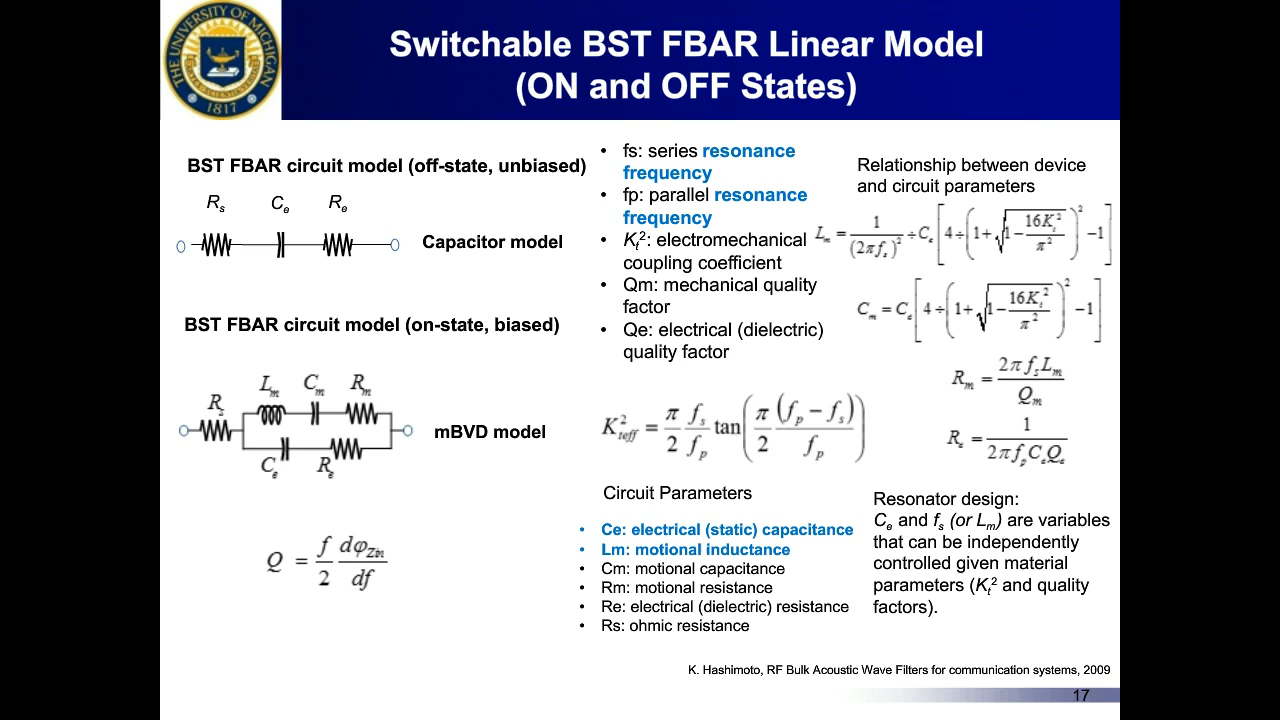 THE UNIVERSITY OF MICHIGAN
1817
Switchable BST FBAR Linear Model
(ON and OFF States)
BST FBAR circuit model (off-state, unbiased)
Rs Ce Re
Capacitor model
BST FBAR circuit model (on-state, biased)
Lm Cm Rm
Rs
mBVD model
Ce Re
Q = f/2 dφZin/df
• fs: series resonance
frequency
• fp: parallel resonance
frequency
• Kt²: electromechanical
coupling coefficient
• Qm: mechanical quality
factor
• Qe: electrical (dielectric)
quality factor
K²teff = π/2 fs/fp tan(π/2 (fp − fs)/fp)
Circuit Parameters
• Ce: electrical (static) capacitance
• Lm: motional inductance
• Cm: motional capacitance
• Rm: motional resistance
• Re: electrical (dielectric) resistance
• Rs: ohmic resistance
Relationship between device
and circuit parameters
Lm = 1/(2πfs)² ÷ Ce [4 ÷ (1 + √1 − 16Kt²/π²)² − 1]
Cm = Ce [4 ÷ (1 + √1 − 16Kt²/π²)² − 1]
Rm = 2πfsLm/Qm
Re = 1/2πfpCeQe
Resonator design:
Ce and fs (or Lm) are variables
that can be independently
controlled given material
parameters (Kt² and quality
factors).
K. Hashimoto, RF Bulk Acoustic Wave Filters for communication systems, 2009
17